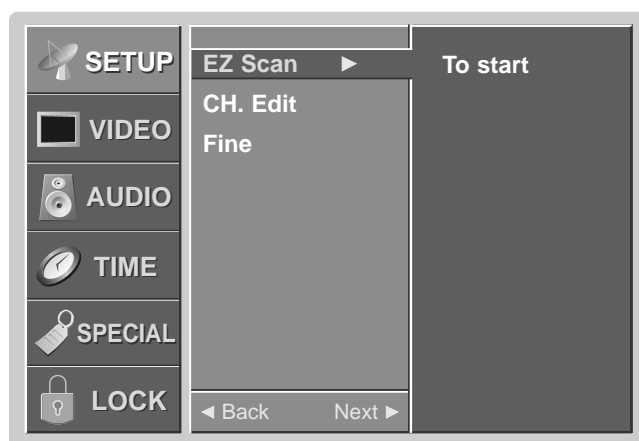 SETUP
VIDEO
AUDIO
TIME
SPECIAL
LOCK
EZ Scan ►
CH. Edit
Fine
◄ Back Next ►
To start